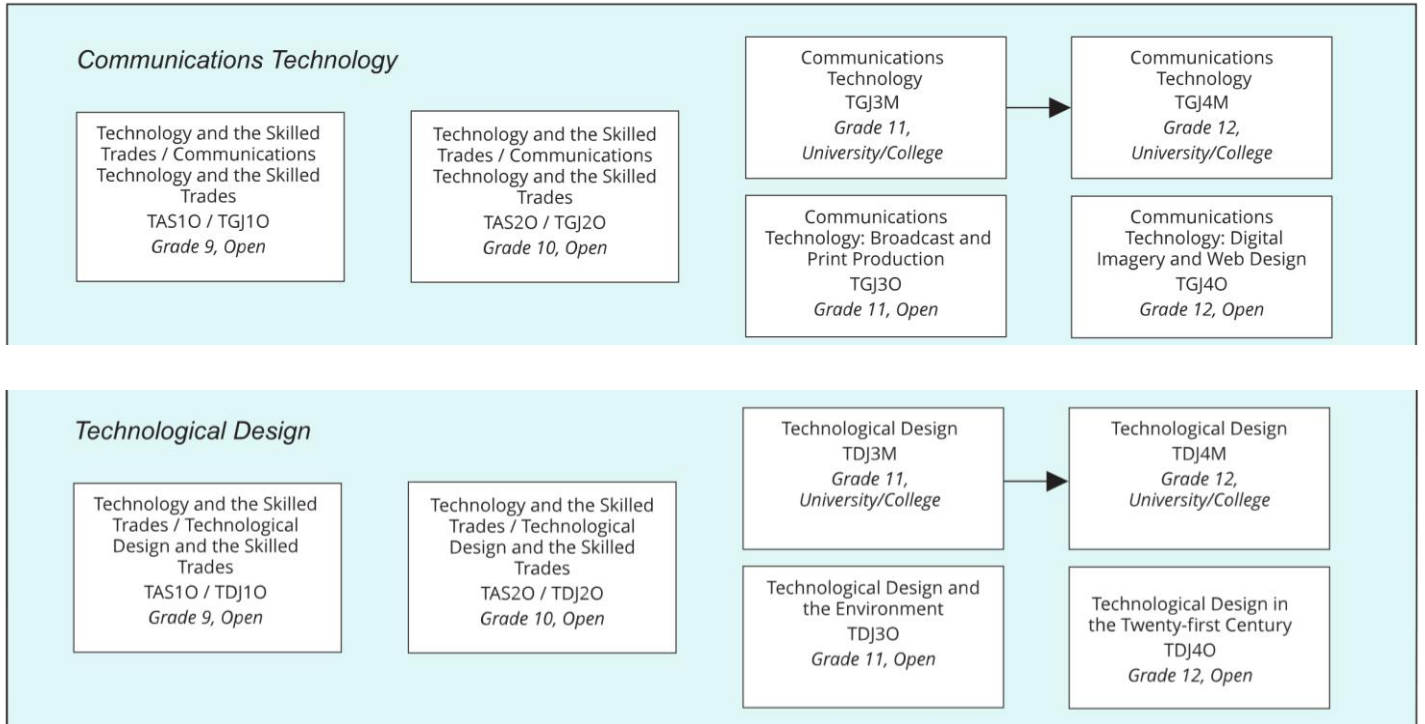 Communications Technology
Technology and the Skilled
Trades / Communications
Technology and the Skilled
Trades
TAS1O / TGJ1O
Grade 9, Open
Technology and the Skilled
Trades / Communications
Technology and the Skilled
Trades
TAS2O / TGJ2O
Grade 10, Open
Communications
Technology
TGJ3M
Grade 11,
University/College
Communications
Technology
TGJ4M
Grade 12,
University/College
Communications
Technology: Broadcast and
Print Production
TGJ3O
Grade 11, Open
Communications
Technology: Digital
Imagery and Web Design
TGJ4O
Grade 12, Open
Technological Design
Technology and the Skilled
Trades / Technological
Design and the Skilled
Trades
TAS1O / TDJ1O
Grade 9, Open
Technology and the Skilled
Trades / Technological
Design and the Skilled
Trades
TAS2O / TDJ2O
Grade 10, Open
Technological Design
TDJ3M
Grade 11,
University/College
Technological Design
TDJ4M
Grade 12,
University/College
Technological Design and
the Environment
TDJ3O
Grade 11, Open
Technological Design in
the Twenty-first Century
TDJ4O
Grade 12, Open